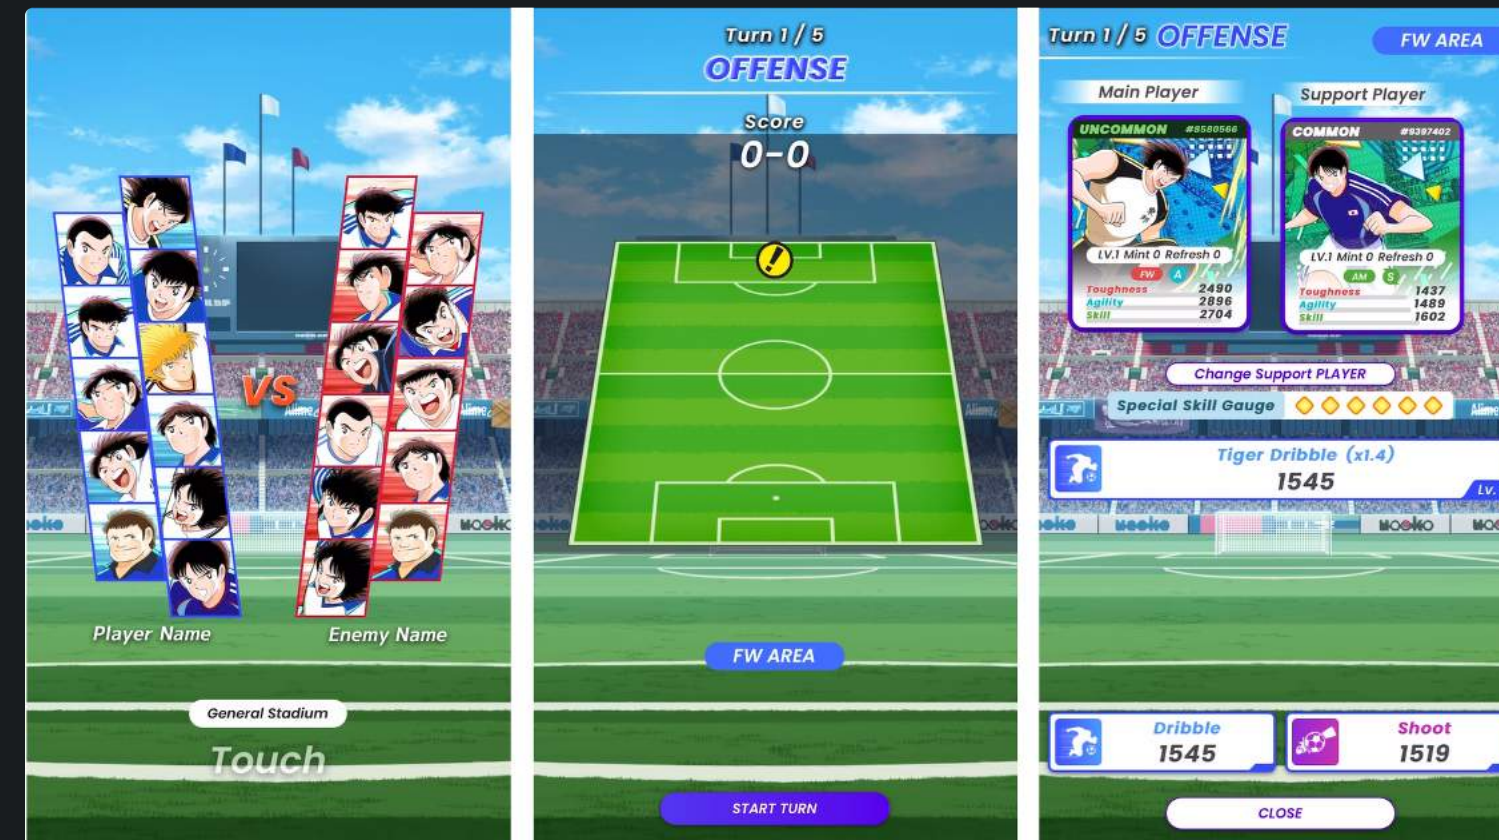 VS
Player Name
Enemy Name
General Stadium
Touch
Turn 1 / 5
OFFENSE
Score
0-0
FW AREA
START TURN
Turn 1 / 5 OFFENSE
FW AREA
Main Player
Support Player
UNCOMMON #8580566
LV.1 Mint 0 Refresh 0
FW A
Toughness 2490
Agility 2896
Skill 2704
COMMON #9397402
LV.1 Mint 0 Refresh 0
AM S
Toughness 1437
Agility 1489
Skill 1602
Change Support PLAYER
Special Skill Gauge
Tiger Dribble (x1.4)
1545
Lv.
Dribble
1545
Shoot
1519
CLOSE